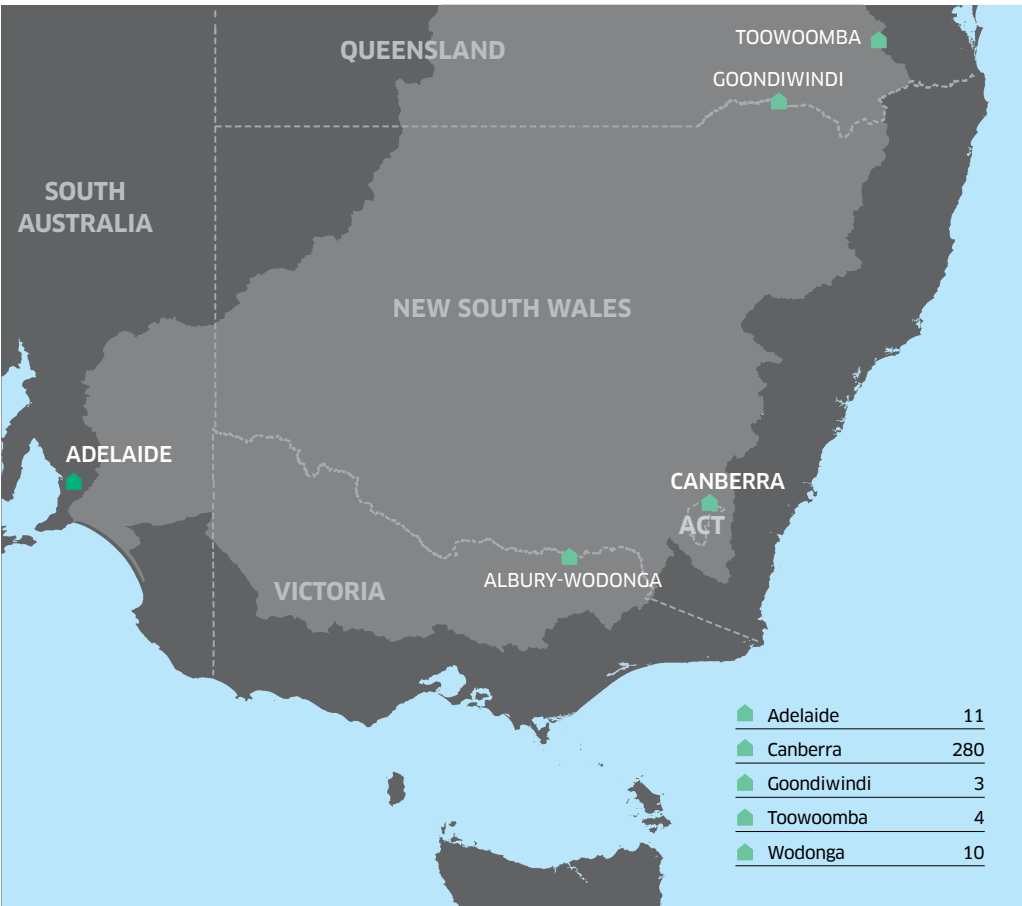 TOOWOOMBA
QUEENSLAND
GOONDIWINDI
SOUTH
AUSTRALIA
NEW SOUTH WALES
ADELAIDE
CANBERRA
ACT
ALBURY-WODONGA
VICTORIA
Adelaide 11
Canberra 280
Goondiwindi 3
Toowoomba 4
Wodonga 10